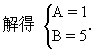 解得 { A = 1
B = 5 .